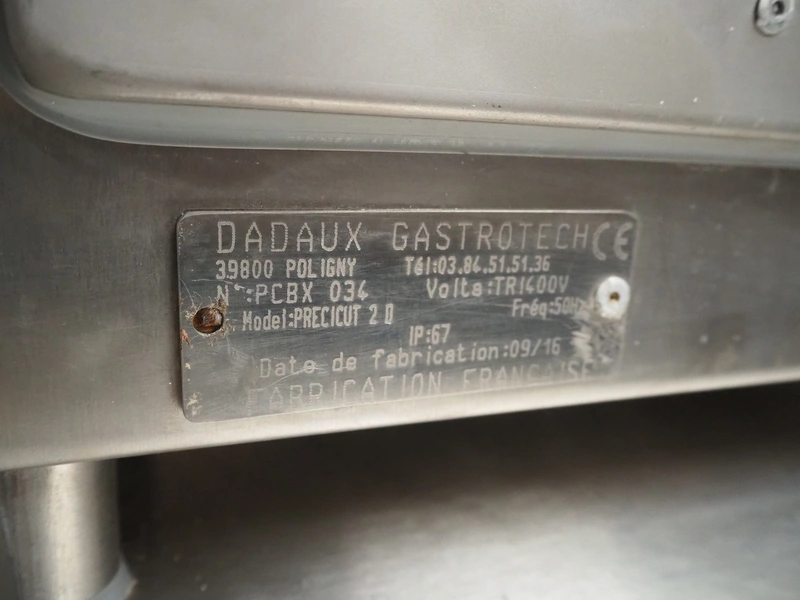 DADAUX GASTROTECH CE
39800 POLIGNY Tél:03.84.51.51.36
N°:PCBX 034 Volts:TRI400V
Model:PRECICUT 2 D Fréq:50Hz
IP:67
Date de fabrication:09/16
FABRICATION FRANCAISE